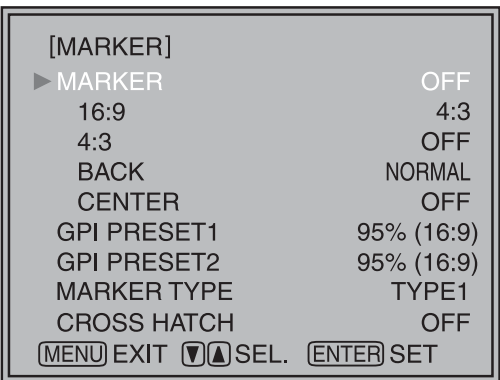 [MARKER]
▶MARKER OFF
16:9 4:3
4:3 OFF
BACK NORMAL
CENTER OFF
GPI PRESET1 95% (16:9)
GPI PRESET2 95% (16:9)
MARKER TYPE TYPE1
CROSS HATCH OFF
MENU EXIT ▼▲ SEL. ENTER SET